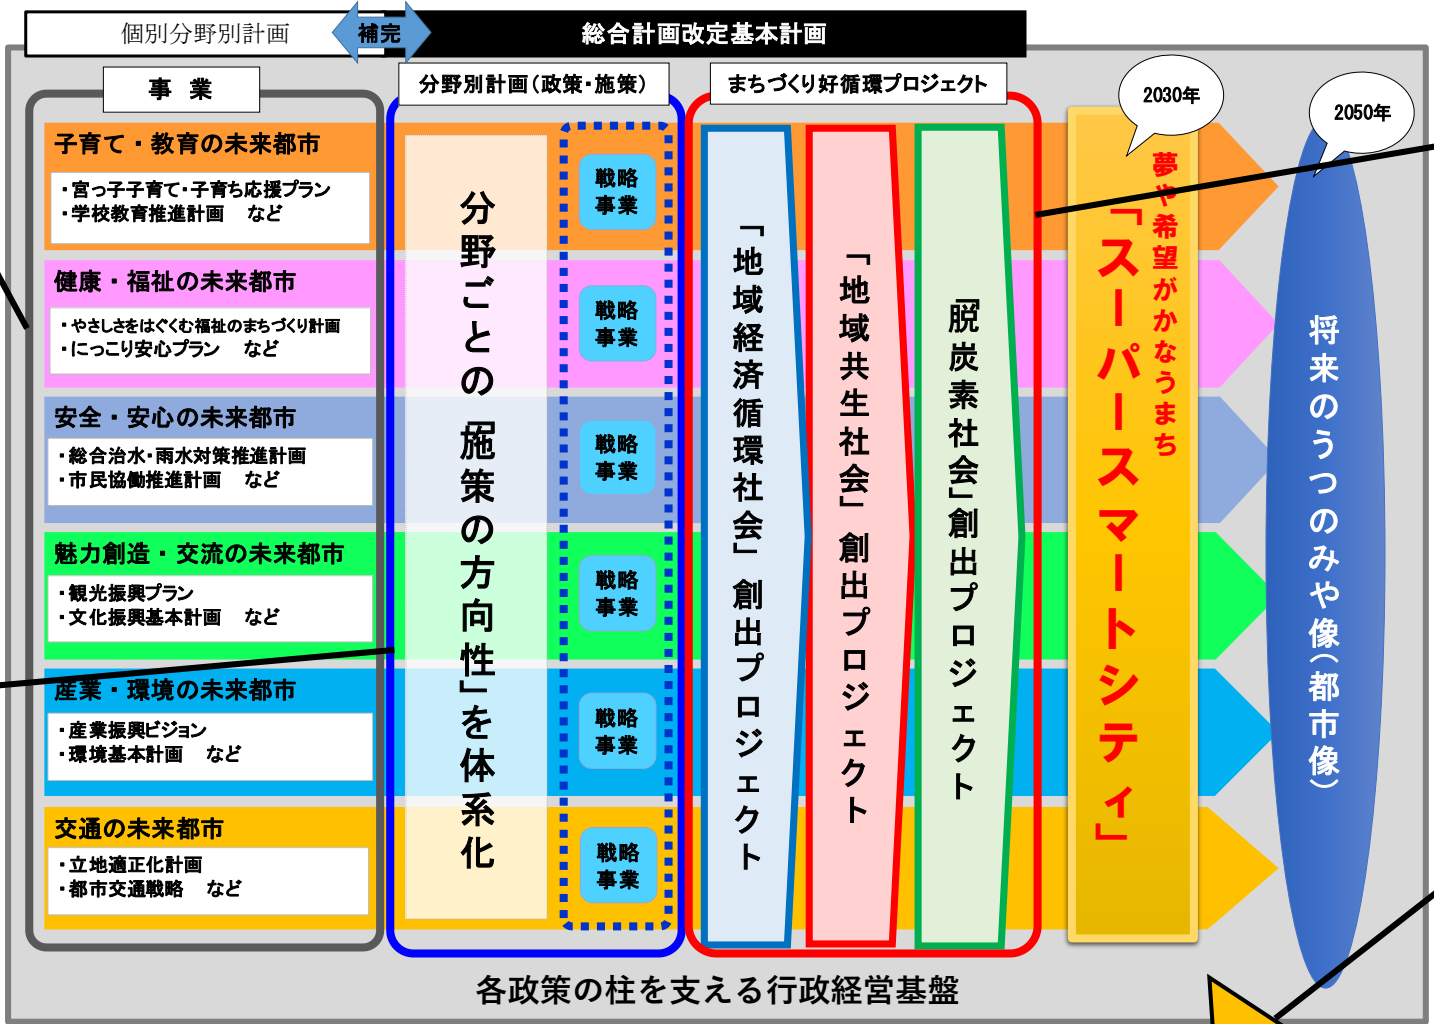 個別分野別計画
補完
総合計画改定基本計画
事 業
分野別計画(政策・施策)
まちづくり好循環プロジェクト
2030年
2050年
子育て・教育の未来都市
・宮っ子子育て・子育ち応援プラン
・学校教育推進計画 など
健康・福祉の未来都市
・やさしさをはぐくむ福祉のまちづくり計画
・にっこり安心プラン など
安全・安心の未来都市
・総合治水・雨水対策推進計画
・市民協働推進計画 など
魅力創造・交流の未来都市
・観光振興プラン
・文化振興基本計画 など
産業・環境の未来都市
・産業振興ビジョン
・環境基本計画 など
交通の未来都市
・立地適正化計画
・都市交通戦略 など
分野ごとの「施策の方向性」を体系化
戦略
事業
戦略
事業
戦略
事業
戦略
事業
戦略
事業
戦略
事業
「地域経済循環社会」創出プロジェクト
「地域共生社会」創出プロジェクト
「脱炭素社会」創出プロジェクト
夢や希望がかなうまち
「スーパースマートシティ」
将来のうつのみや像(都市像)
各政策の柱を支える行政経営基盤